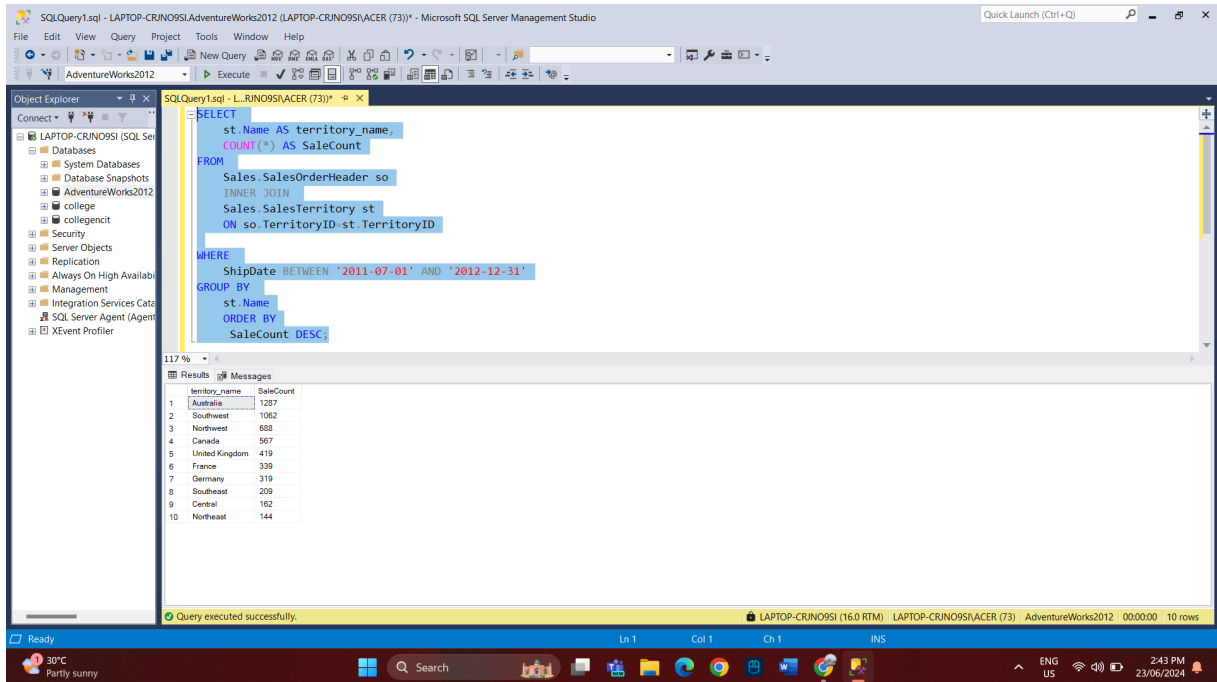 SQLQuery1.sql - LAPTOP-CRJNO9SI.AdventureWorks2012 (LAPTOP-CRJNO9SI\ACER (73))* - Microsoft SQL Server Management Studio
Quick Launch (Ctrl+Q)
File Edit View Query Project Tools Window Help
New Query
AdventureWorks2012
Execute
Object Explorer
SQLQuery1.sql - L...RJNO9SI\ACER (73))*
Connect
LAPTOP-CRJNO9SI (SQL Ser
Databases
System Databases
Database Snapshots
AdventureWorks2012
college
collegencit
Security
Server Objects
Replication
Always On High Availabi
Management
Integration Services Cata
SQL Server Agent (Agent
XEvent Profiler
SELECT
st.Name AS territory_name,
COUNT(*) AS SaleCount
FROM
Sales.SalesOrderHeader so
INNER JOIN
Sales.SalesTerritory st
ON so.TerritoryID=st.TerritoryID
WHERE
ShipDate BETWEEN '2011-07-01' AND '2012-12-31'
GROUP BY
st.Name
ORDER BY
SaleCount DESC;
117 %
Results Messages
territory_name SaleCount
1 Australia 1287
2 Southwest 1062
3 Northwest 688
4 Canada 567
5 United Kingdom 419
6 France 339
7 Germany 319
8 Southeast 209
9 Central 162
10 Northeast 144
Query executed successfully.
LAPTOP-CRJNO9SI (16.0 RTM) LAPTOP-CRJNO9SI\ACER (73) AdventureWorks2012 00:00:00 10 rows
Ready Ln 1 Col 1 Ch 1 INS
1
30°C
Partly sunny
Search
ENG
US
2:43 PM
23/06/2024